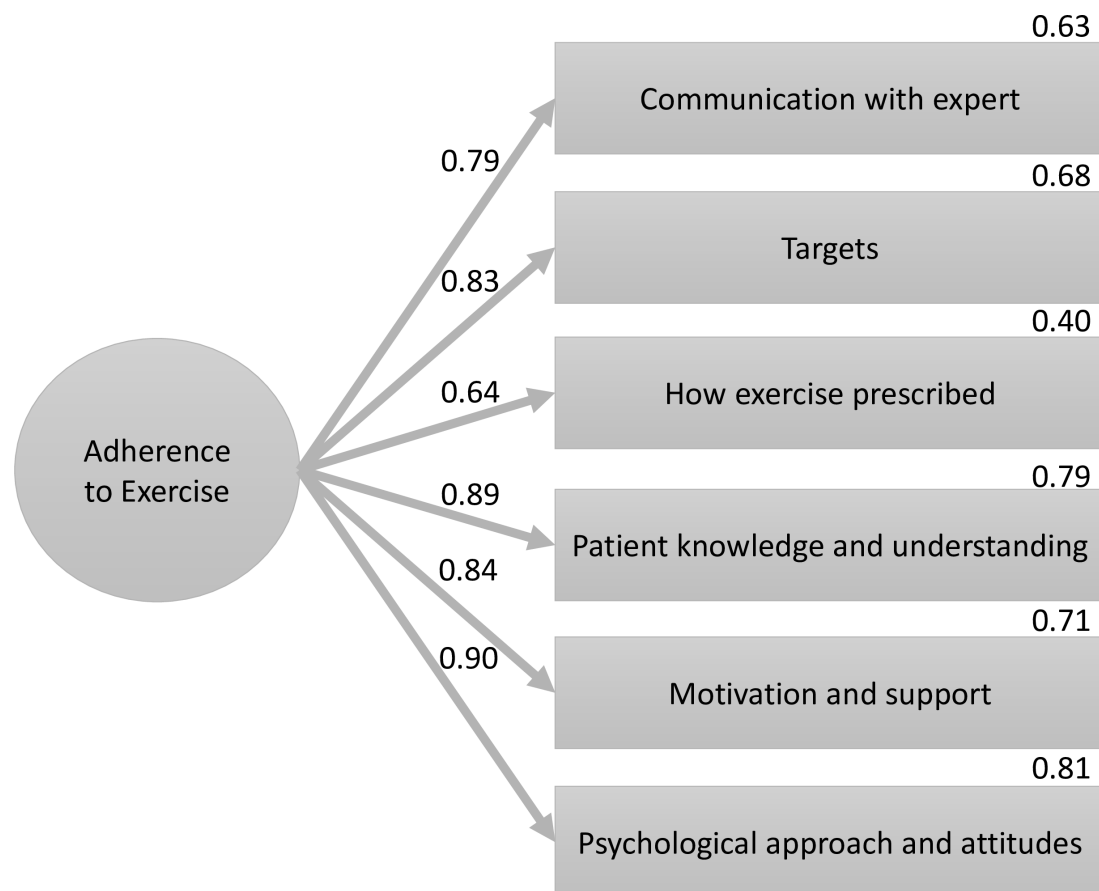 0.63
Communication with expert
0.79
0.68
Targets
0.83
0.40
How exercise prescribed
0.64
Adherence
to Exercise
0.79
Patient knowledge and understanding
0.89
0.71
Motivation and support
0.84
0.81
Psychological approach and attitudes
0.90